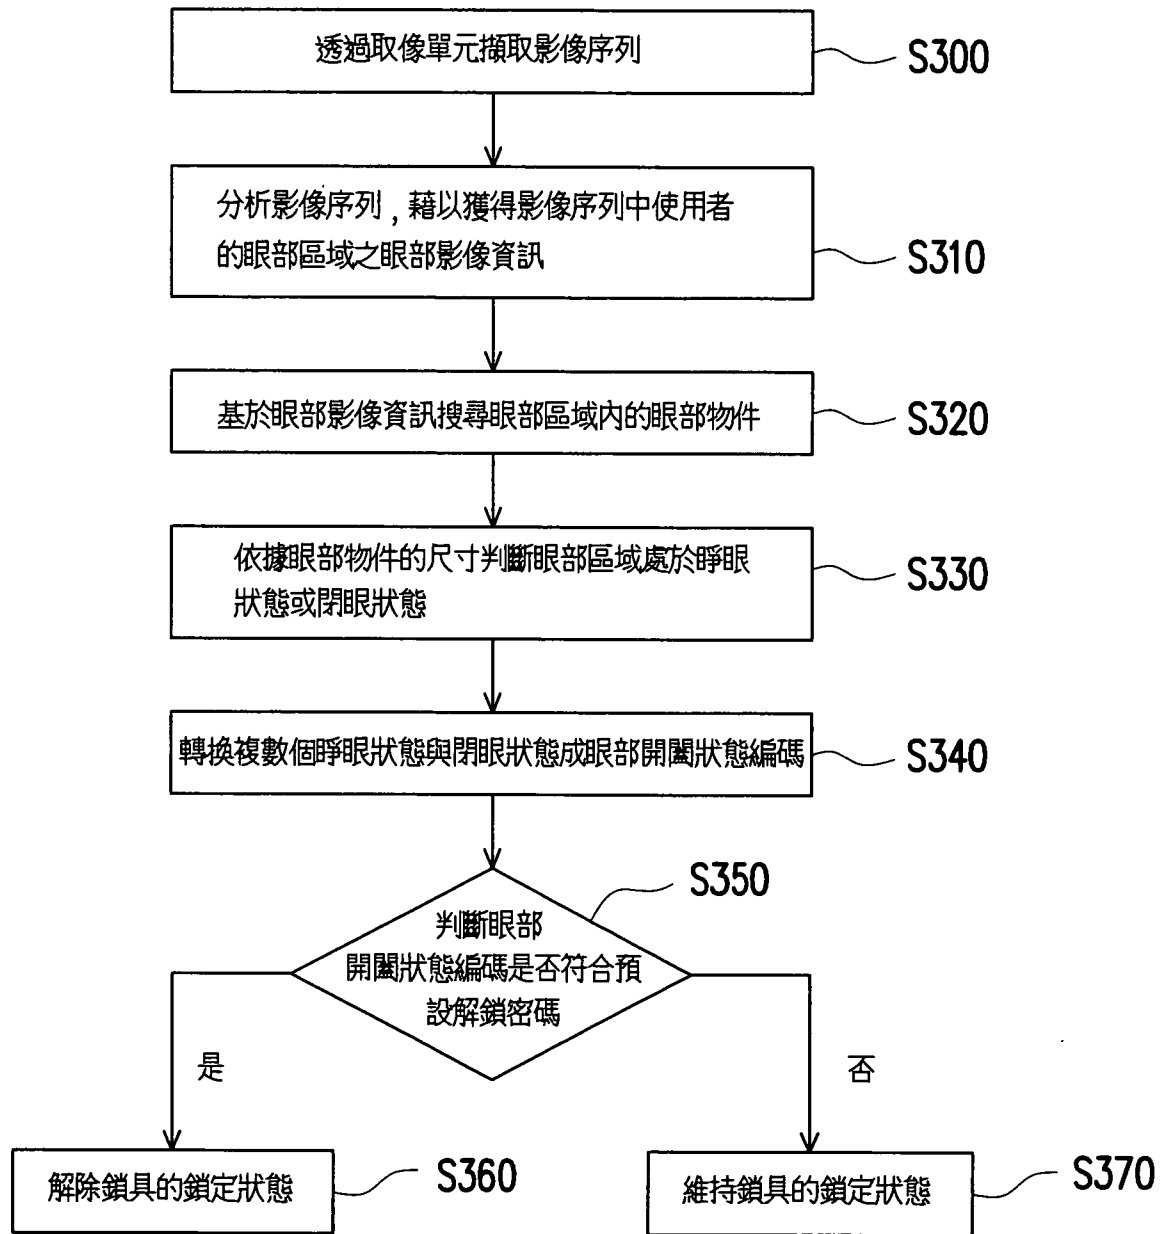 透過取像單元擷取影像序列
S300
分析影像序列，藉以獲得影像序列中使用者
的眼部區域之眼部影像資訊
S310
基於眼部影像資訊搜尋眼部區域內的眼部物件
S320
依據眼部物件的尺寸判斷眼部區域處於睜眼
狀態或閉眼狀態
S330
轉換複數個睜眼狀態與閉眼狀態成眼部開闔狀態編碼
S340
S350
判斷眼部
開闔狀態編碼是否符合預
設解鎖密碼
是
否
解除鎖具的鎖定狀態
S360
維持鎖具的鎖定狀態
S370